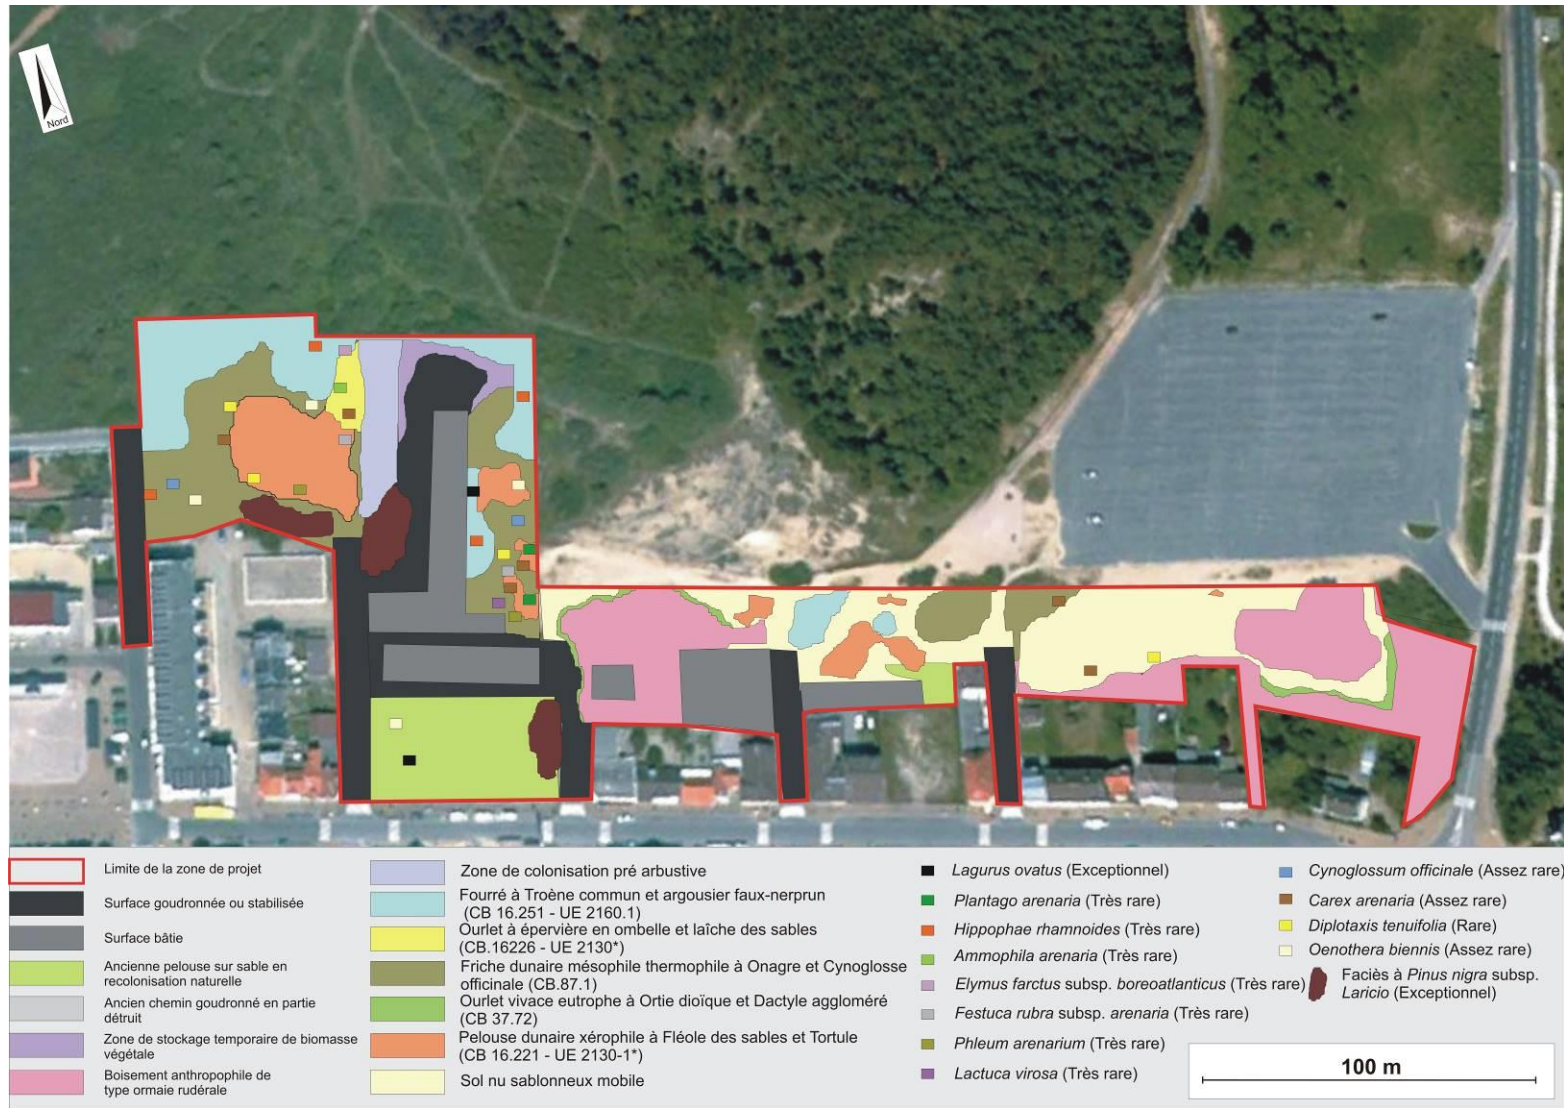 Nord
Limite de la zone de projet
Surface goudronnée ou stabilisée
Surface bâtie
Ancienne pelouse sur sable en
recolonisation naturelle
Ancien chemin goudronné en partie
détruit
Zone de stockage temporaire de biomasse
végétale
Boisement anthropophile de
type ormaie rudérale
Zone de colonisation pré arbustive
Fourré à Troène commun et argousier faux-nerprun
(CB 16.251 - UE 2160.1)
Ourlet à épervière en ombelle et laîche des sables
(CB.16226 - UE 2130*)
Friche dunaire mésophile thermophile à Onagre et Cynoglosse
officinale (CB.87.1)
Ourlet vivace eutrophe à Ortie dioïque et Dactyle aggloméré
(CB 37.72)
Pelouse dunaire xérophile à Fléole des sables et Tortule
(CB 16.221 - UE 2130-1*)
Sol nu sablonneux mobile
Lagurus ovatus (Exceptionnel)
Plantago arenaria (Très rare)
Hippophae rhamnoides (Très rare)
Ammophila arenaria (Très rare)
Elymus farctus subsp. boreoatlanticus (Très rare)
Festuca rubra subsp. arenaria (Très rare)
Phleum arenarium (Très rare)
Lactuca virosa (Très rare)
Cynoglossum officinale (Assez rare)
Carex arenaria (Assez rare)
Diplotaxis tenuifolia (Rare)
Oenothera biennis (Assez rare)
Faciès à Pinus nigra subsp.
Laricio (Exceptionnel)
100 m